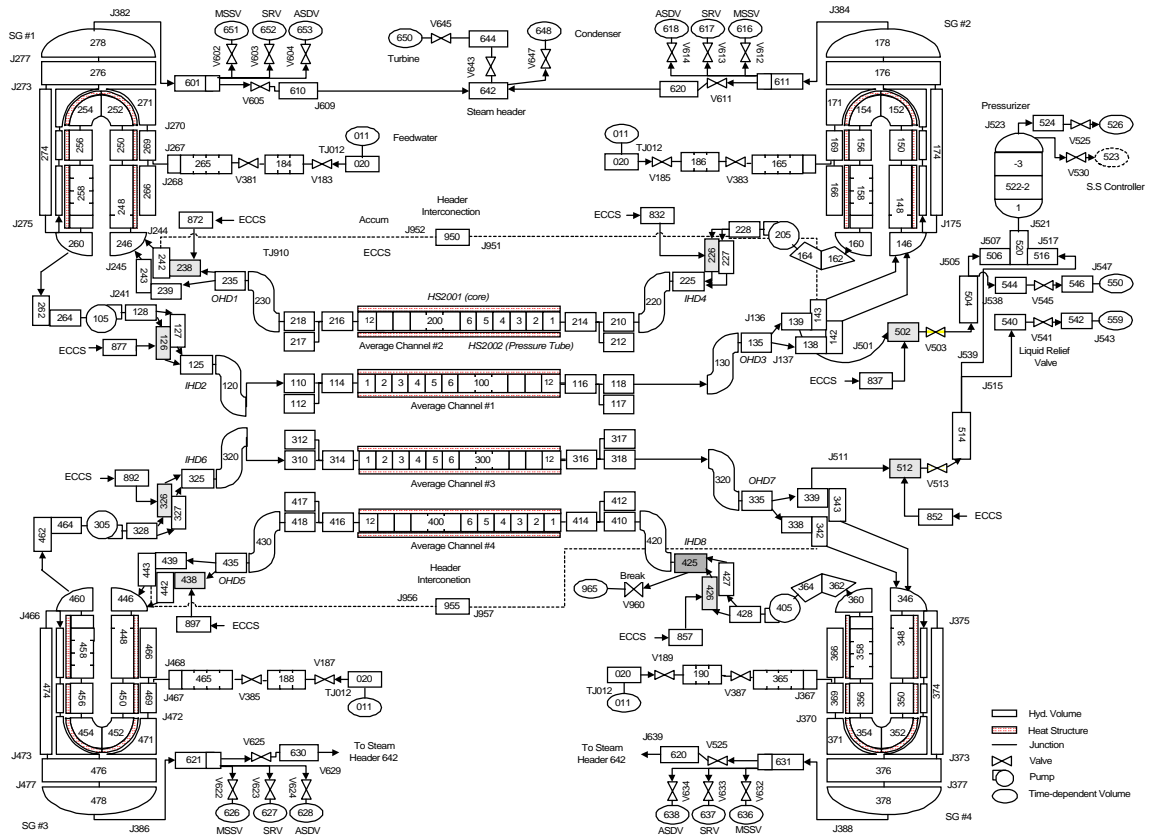 J382
MSSV SRV ASDV
651 652 653
V602 V603 V604
SG #1
278
J277
276
J273
601
V605
610
J609
650
Turbine
V645
644
V643
648
Condenser
V647
642
Steam header
ASDV SRV MSSV
618 617 616
V614 V613 V612
620
V611
611
J384
SG #2
178
176
254 252 271
J270
256 250 269
J267
274
258 248 266
J268
J275
265
V381
184
V183
TJ012
011
020
Feedwater
011
TJ012
020
V185
186
V383
165
171 154 152
169 156 150
174
166 158 148
J175
Pressurizer
J523
524
V525
526
V530
523
S.S Controller
-3
522-2
1
J521
520
J507
506
J517
516
J505
504
J538
544
V545
546
J547
550
540
V541
542
559
J543
Liquid Relief
Valve
J539
J515
514
260 246
J244
J245
242
243
872
ECCS
238
239
235
OHD1
Accum
ECCS
TJ910
J952
950
J951
Header
Interconection
230
ECCS
832
228
205
226
227
225
IHD4
220
164 162
160 146
262
264
J241
105
128
127
126
ECCS
877
125
IHD2
120
218
217
216
HS2001 (core)
12 200 6 5 4 3 2 1
Average Channel #2
HS2002 (Pressure Tube)
214
210
212
110
112
114
1 2 3 4 5 6 100 12
Average Channel #1
116
118
117
130
135
OHD3
J136
J137
139
138
143
142
J501
502
V503
ECCS
837
312
310
314
1 2 3 4 5 6 300 12
Average Channel #3
316
317
318
320
IHD6
325
ECCS
892
326
327
328
305
464
462
320
OHD7
335
339
338
343
342
J511
512
V513
852
ECCS
417
418
416
12 400 6 5 4 3 2 1
Average Channel #4
414
412
410
430
435
OHD5
439
438
443
442
897
ECCS
Header
Interconection
J956
955
J957
420
IHD8
425
Break
965
V960
427
426
428
405
ECCS
857
364 362
360 346
460 446
J466
458 448 466
474
J468
J467
456 450 469
J472
454 452 471
J473
476
J477
478
SG #3
J386
465
V385
188
V187
TJ012
020
011
V189
020
TJ012
011
190
V387
365
J367
J370
366 358 348
J375
374
369 356 350
371 354 352
J373
376
J377
378
SG #4
J388
621
V625
630
V629
To Steam
Header 642
V622 V623 V624
626 627 628
MSSV SRV ASDV
J639
To Steam
Header 642
620
V525
631
V634 V633 V632
638 637 636
ASDV SRV MSSV
Hyd. Volume
Heat Structure
Junction
Valve
Pump
Time-dependent Volume